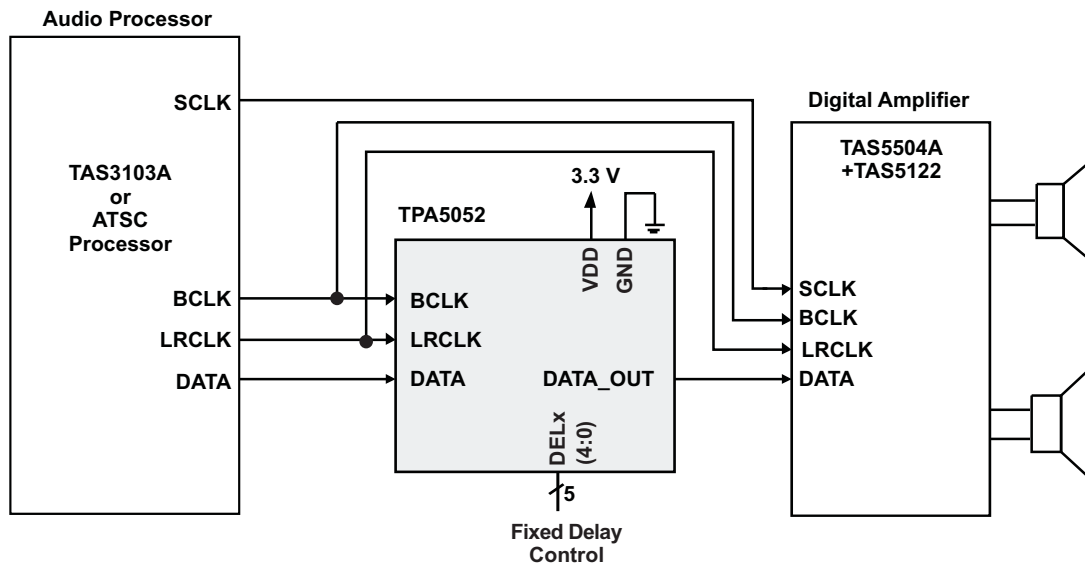 Audio Processor
SCLK
TAS3103A
or
ATSC
Processor
BCLK
LRCLK
DATA
TPA5052
3.3 V
VDD
GND
BCLK
LRCLK
DATA
DATA_OUT
DELx
(4:0)
5
Fixed Delay
Control
Digital Amplifier
TAS5504A
+TAS5122
SCLK
BCLK
LRCLK
DATA